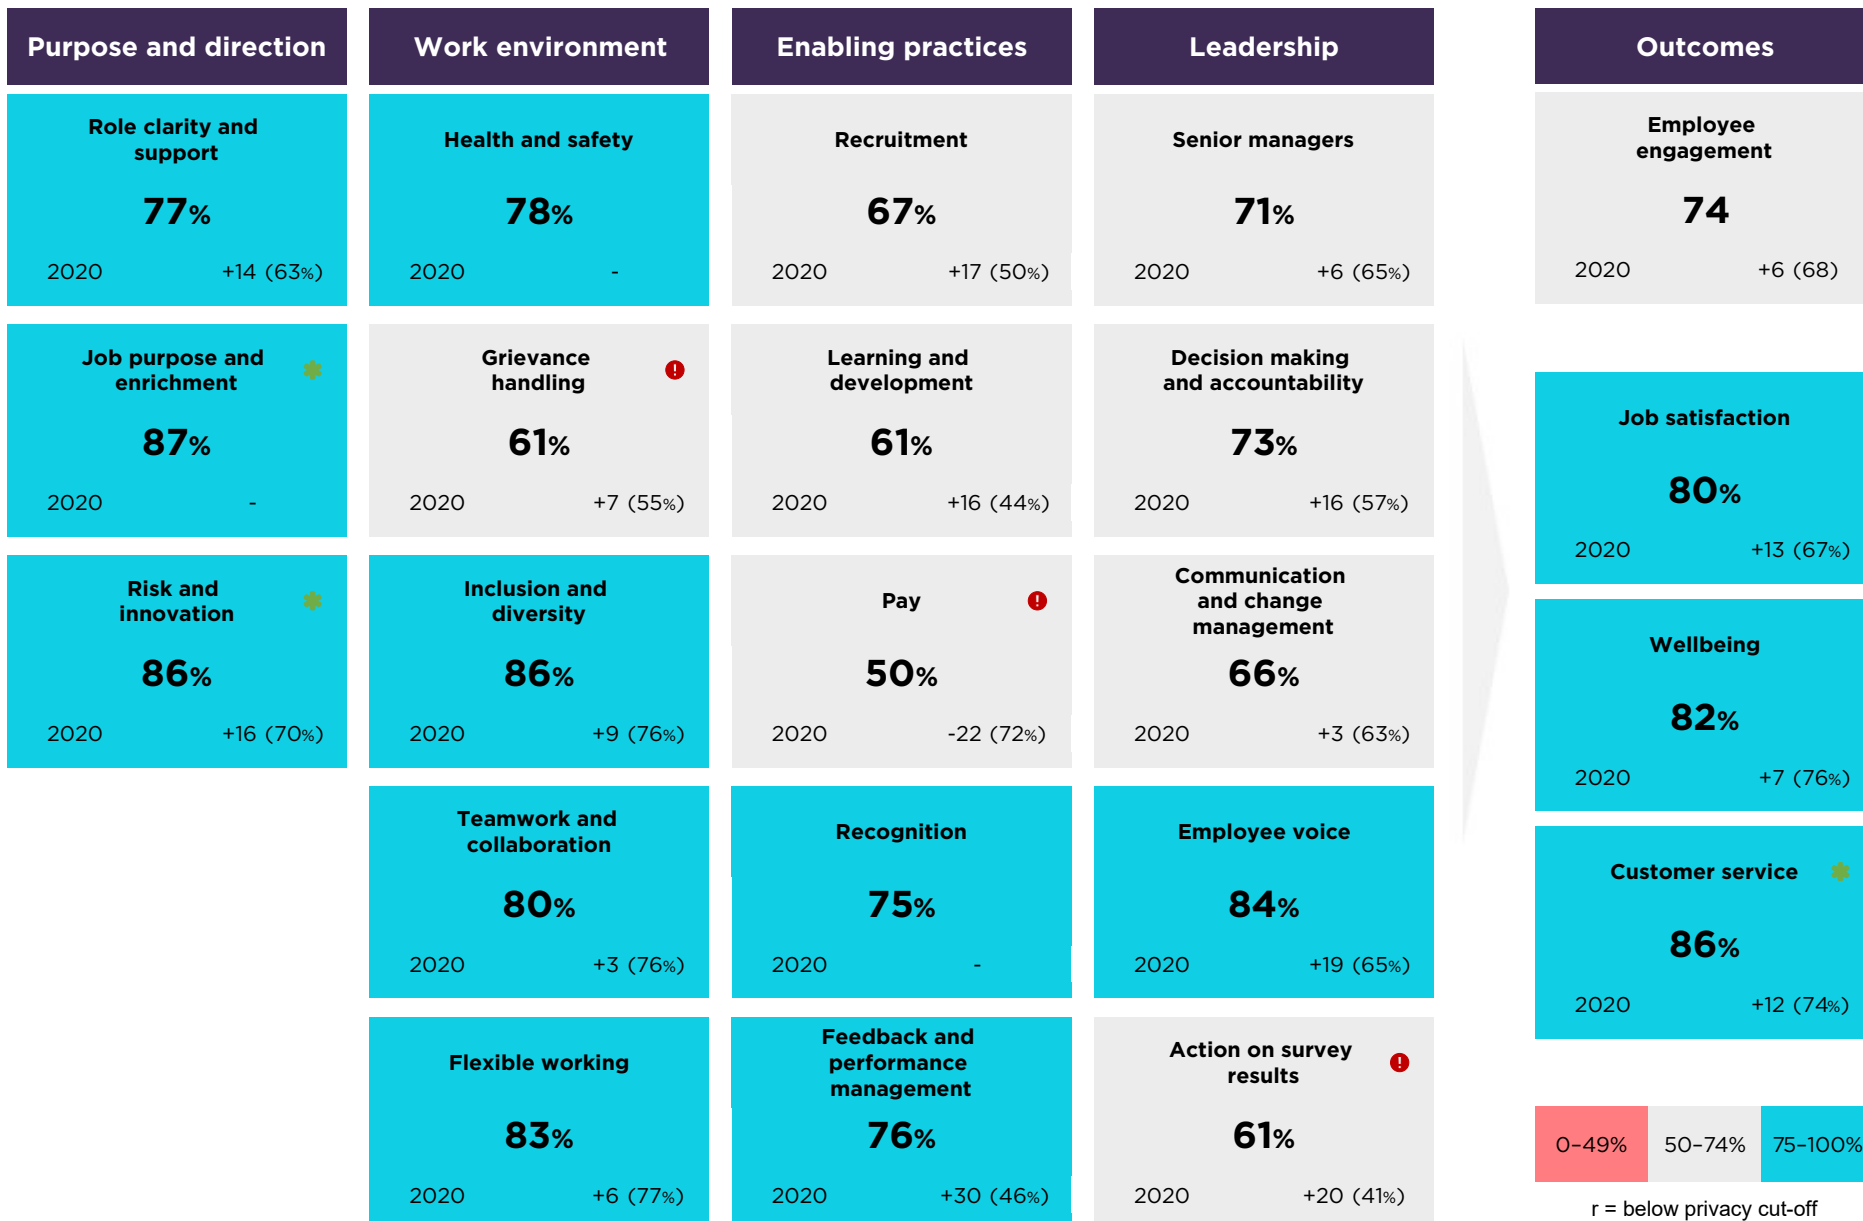 Purpose and direction
Role clarity and
support
77%
2020 +14 (63%)
Job purpose and
enrichment
87%
2020 -
Risk and
innovation
86%
2020 +16 (70%)
Work environment
Health and safety
78%
2020 -
Grievance
handling
61%
2020 +7 (55%)
Inclusion and
diversity
86%
2020 +9 (76%)
Teamwork and
collaboration
80%
2020 +3 (76%)
Flexible working
83%
2020 +6 (77%)
Enabling practices
Recruitment
67%
2020 +17 (50%)
Learning and
development
61%
2020 +16 (44%)
Pay
50%
2020 -22 (72%)
Recognition
75%
2020 -
Feedback and
performance
management
76%
2020 +30 (46%)
Leadership
Senior managers
71%
2020 +6 (65%)
Decision making
and accountability
73%
2020 +16 (57%)
Communication
and change
management
66%
2020 +3 (63%)
Employee voice
84%
2020 +19 (65%)
Action on survey
results
61%
2020 +20 (41%)
Outcomes
Employee
engagement
74
2020 +6 (68)
Job satisfaction
80%
2020 +13 (67%)
Wellbeing
82%
2020 +7 (76%)
Customer service
86%
2020 +12 (74%)
0–49% 50–74% 75–100%
r = below privacy cut-off